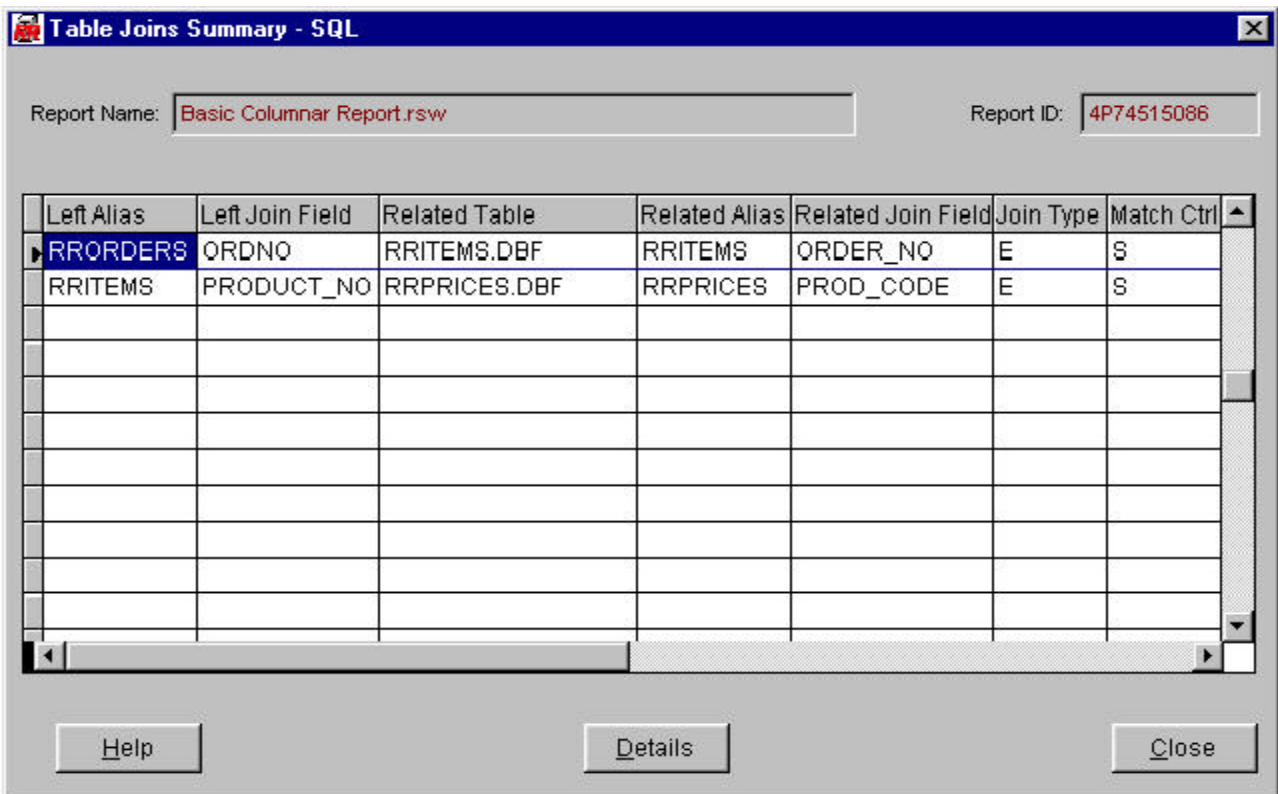 Table Joins Summary - SQL
Report Name: Basic Columnar Report.rsw Report ID: 4P74515086
Left Alias Left Join Field Related Table Related Alias Related Join Field Join Type Match Ctrl
RRORDERS ORDNO RRITEMS.DBF RRITEMS ORDER_NO E S
RRITEMS PRODUCT_NO RRPRICES.DBF RRPRICES PROD_CODE E S
Help Details Close